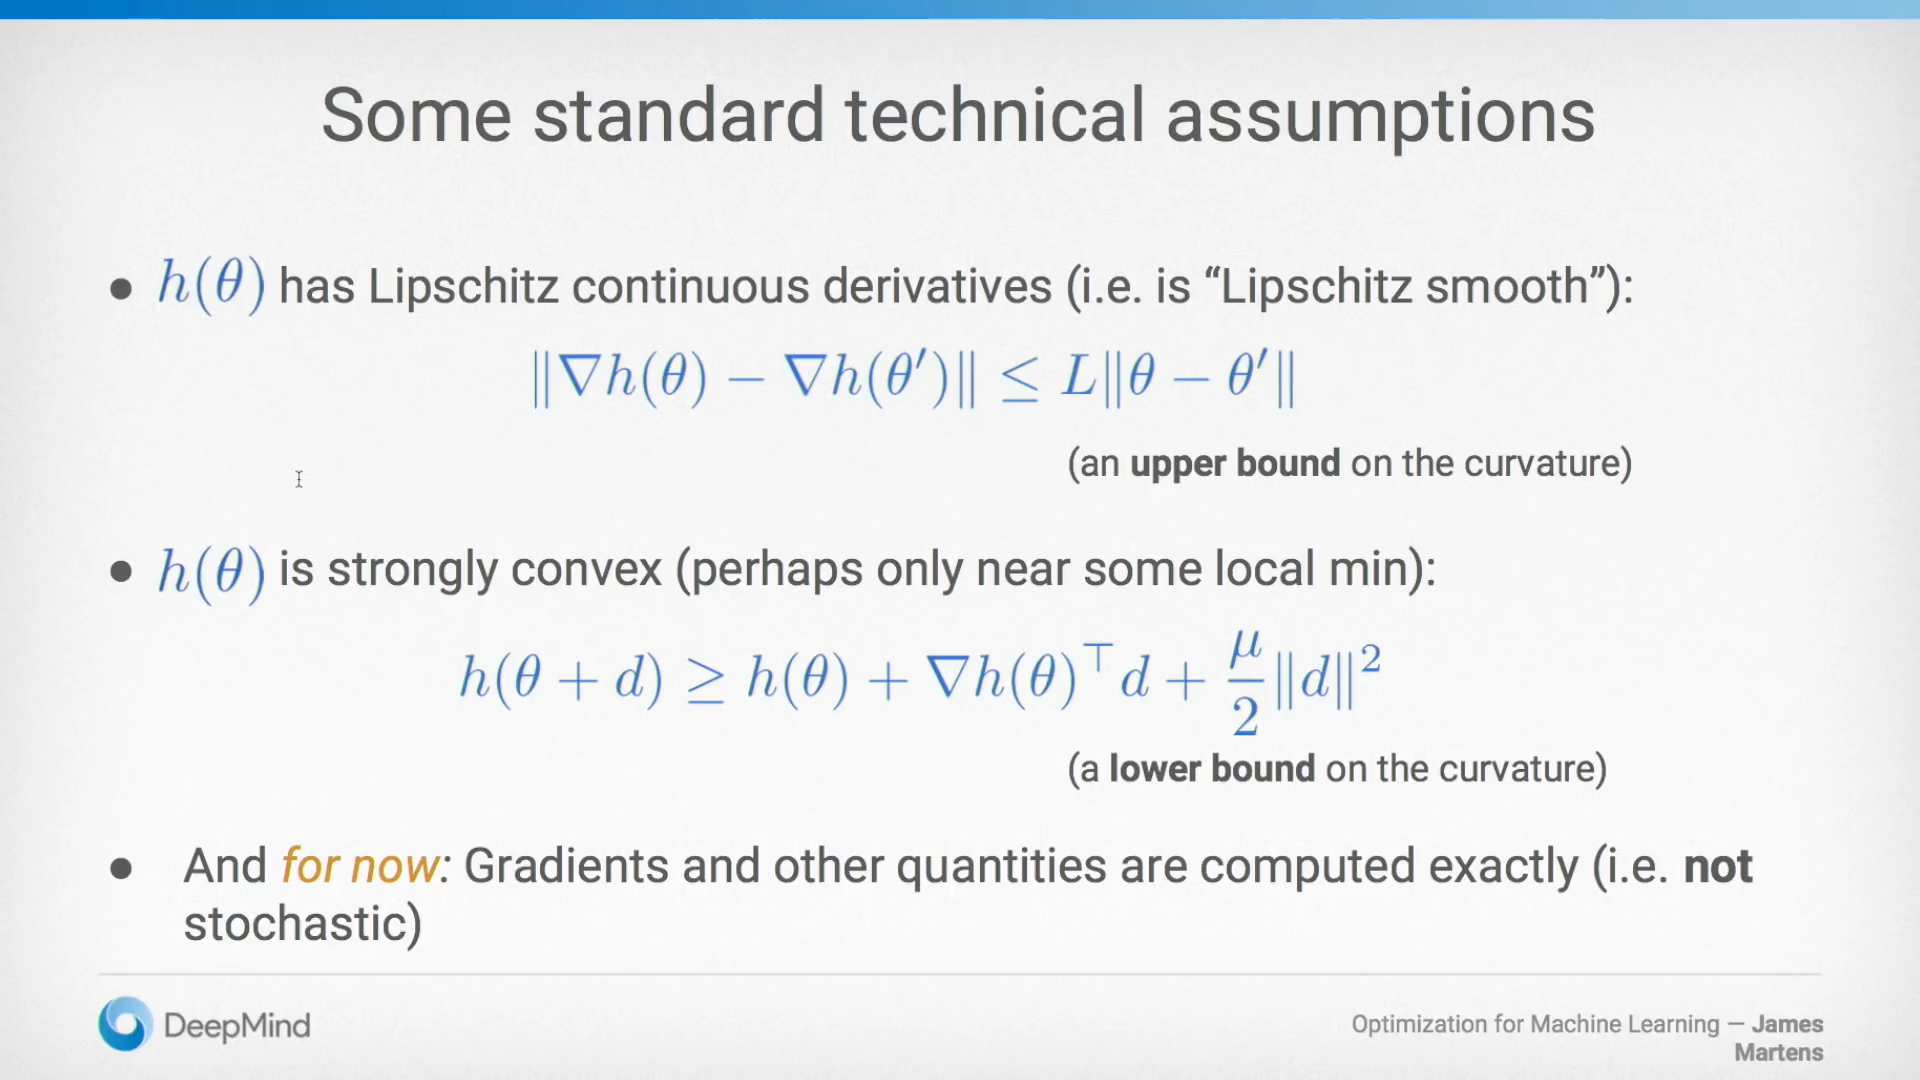 Some standard technical assumptions
● h(θ) has Lipschitz continuous derivatives (i.e. is “Lipschitz smooth”):
‖∇h(θ) − ∇h(θ′)‖ ≤ L‖θ − θ′‖
(an upper bound on the curvature)
● h(θ) is strongly convex (perhaps only near some local min):
h(θ + d) ≥ h(θ) + ∇h(θ)⊤d + μ/2‖d‖²
(a lower bound on the curvature)
● And for now: Gradients and other quantities are computed exactly (i.e. not
stochastic)
DeepMind
Optimization for Machine Learning — James
Martens